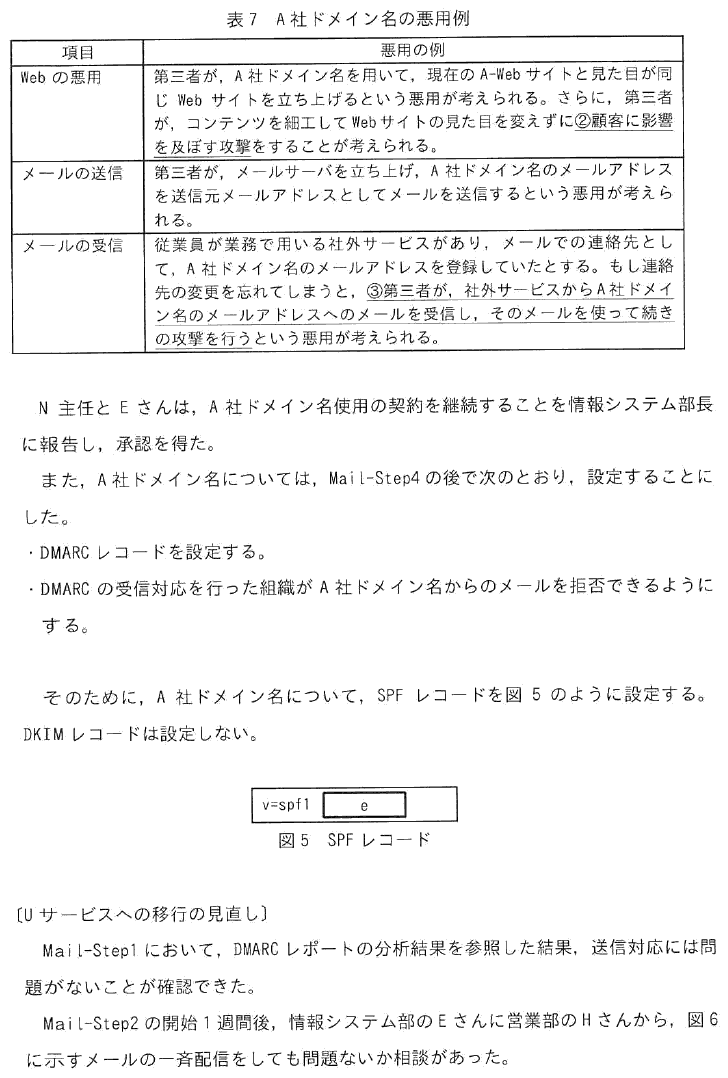 表7 A社ドメイン名の悪用例
項目
悪用の例
Webの悪用
第三者が，A社ドメイン名を用いて，現在のA-Webサイトと見た目が同
じWebサイトを立ち上げるという悪用が考えられる。さらに，第三者
が，コンテンツを細工してWebサイトの見た目を変えずに②顧客に影響
を及ぼす攻撃をすることが考えられる。
メールの送信
第三者が，メールサーバを立ち上げ，A社ドメイン名のメールアドレス
を送信元メールアドレスとしてメールを送信するという悪用が考えら
れる。
メールの受信
従業員が業務で用いる社外サービスがあり，メールでの連絡先とし
て，A社ドメイン名のメールアドレスを登録していたとする。もし連絡
先の変更を忘れてしまうと，③第三者が，社外サービスからA社ドメイ
ン名のメールアドレスへのメールを受信し，そのメールを使って続き
の攻撃を行うという悪用が考えられる。
N主任とEさんは，A社ドメイン名使用の契約を継続することを情報システム部長
に報告し，承認を得た。
また，A社ドメイン名については，Mail-Step4の後で次のとおり，設定することに
した。
・DMARCレコードを設定する。
・DMARCの受信対応を行った組織がA社ドメイン名からのメールを拒否できるように
する。
そのために，A社ドメイン名について，SPFレコードを図5のように設定する。
DKIMレコードは設定しない。
v=spf1 e
図5 SPFレコード
〔Uサービスへの移行の見直し〕
Mail-Step1において，DMARCレポートの分析結果を参照した結果，送信対応には問
題がないことが確認できた。
Mail-Step2の開始1週間後，情報システム部のEさんに営業部のHさんから，図6
に示すメールの一斉配信をしても問題ないか相談があった。